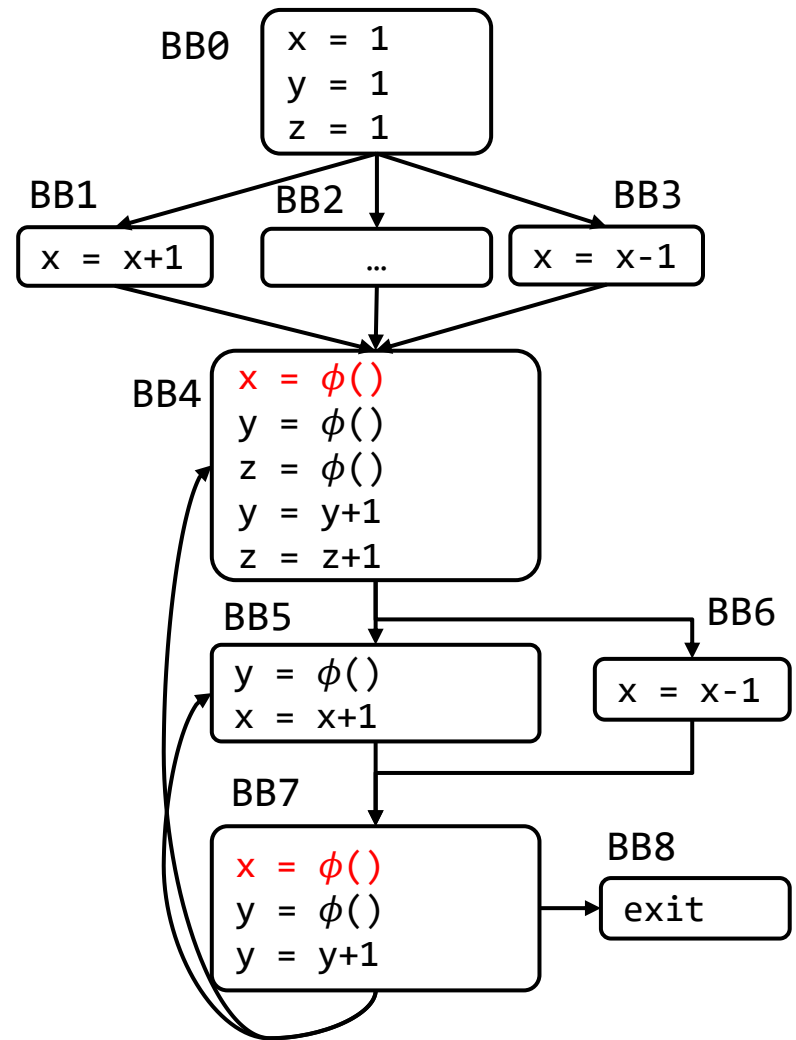 BB0
x = 1
y = 1
z = 1
BB1
BB2
BB3
x = x+1
…
x = x-1
BB4
x = ϕ()
y = ϕ()
z = ϕ()
y = y+1
z = z+1
BB5
BB6
y = ϕ()
x = x+1
x = x-1
BB7
x = ϕ()
y = ϕ()
y = y+1
BB8
exit